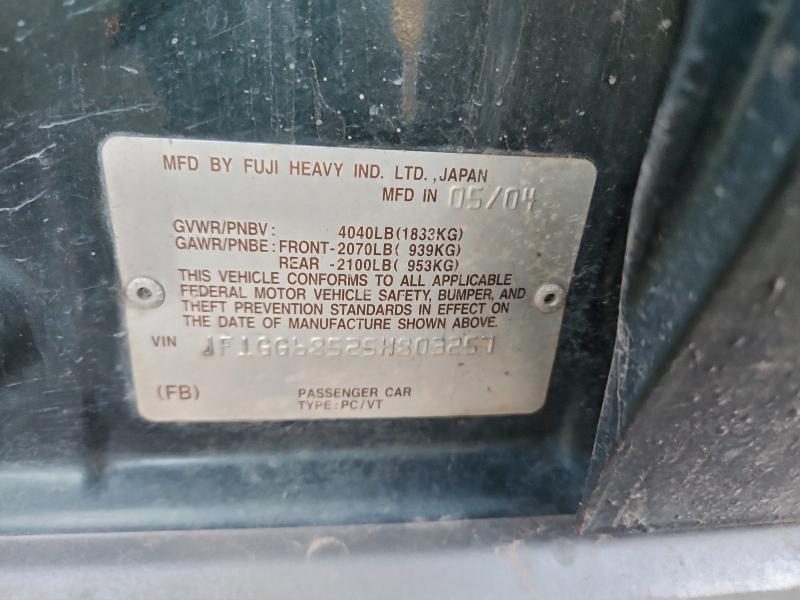 MFD BY FUJI HEAVY IND. LTD. ,JAPAN
MFD IN 05/04
GVWR/PNBV : 4040LB(1833KG)
GAWR/PNBE : FRONT-2070LB( 939KG)
REAR -2100LB( 953KG)
THIS VEHICLE CONFORMS TO ALL APPLICABLE
FEDERAL MOTOR VEHICLE SAFETY, BUMPER, AND
THEFT PREVENTION STANDARDS IN EFFECT ON
THE DATE OF MANUFACTURE SHOWN ABOVE.
VIN JF1GG68525H803257
(FB) PASSENGER CAR
TYPE : PC/VT